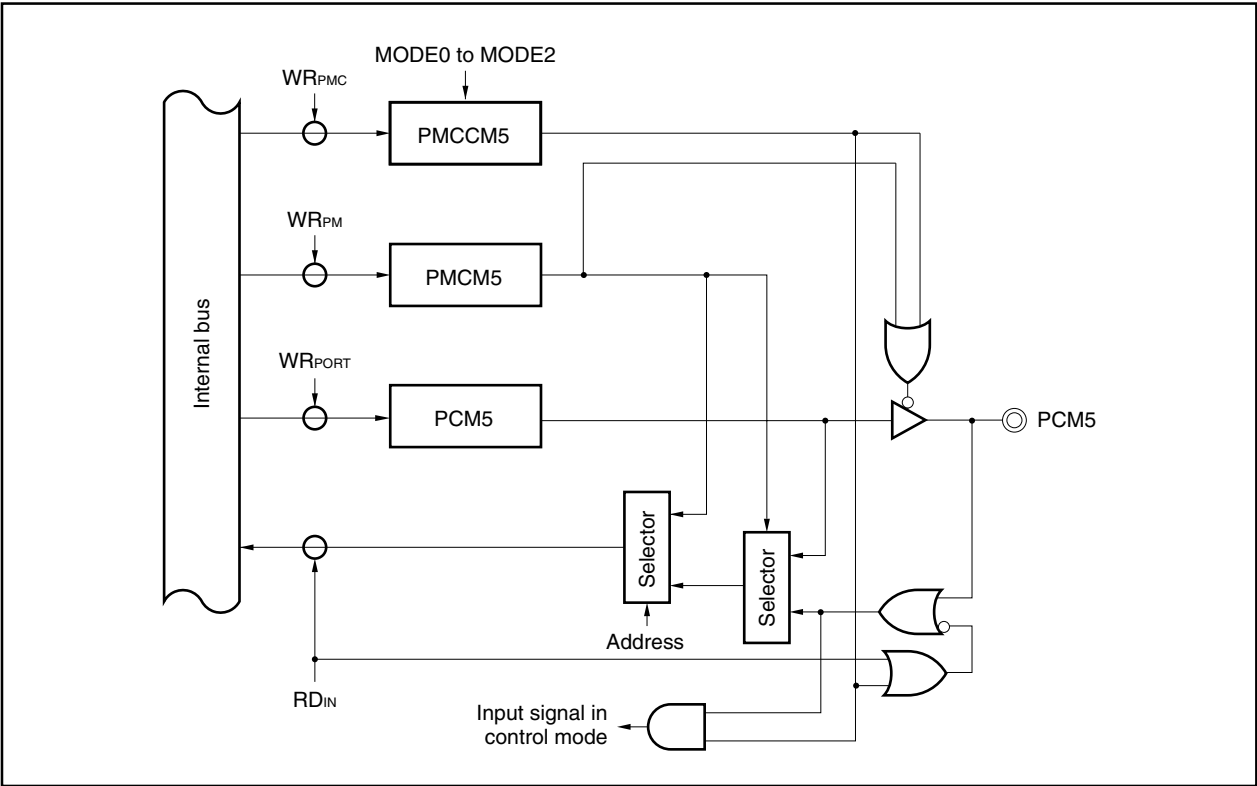 MODE0 to MODE2
WRPMC
PMCCM5
WRPM
PMCM5
Internal bus
WRPORT
PCM5
PCM5
Selector
Selector
Address
RDIN
Input signal in
control mode